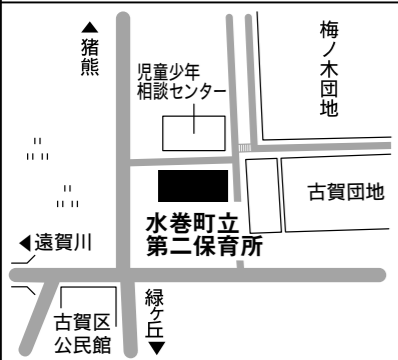 ▲
猪熊
児童少年
相談センター
梅ノ木団地
古賀団地
水巻町立
第二保育所
◀遠賀川
古賀区
公民館
緑ヶ丘
▼